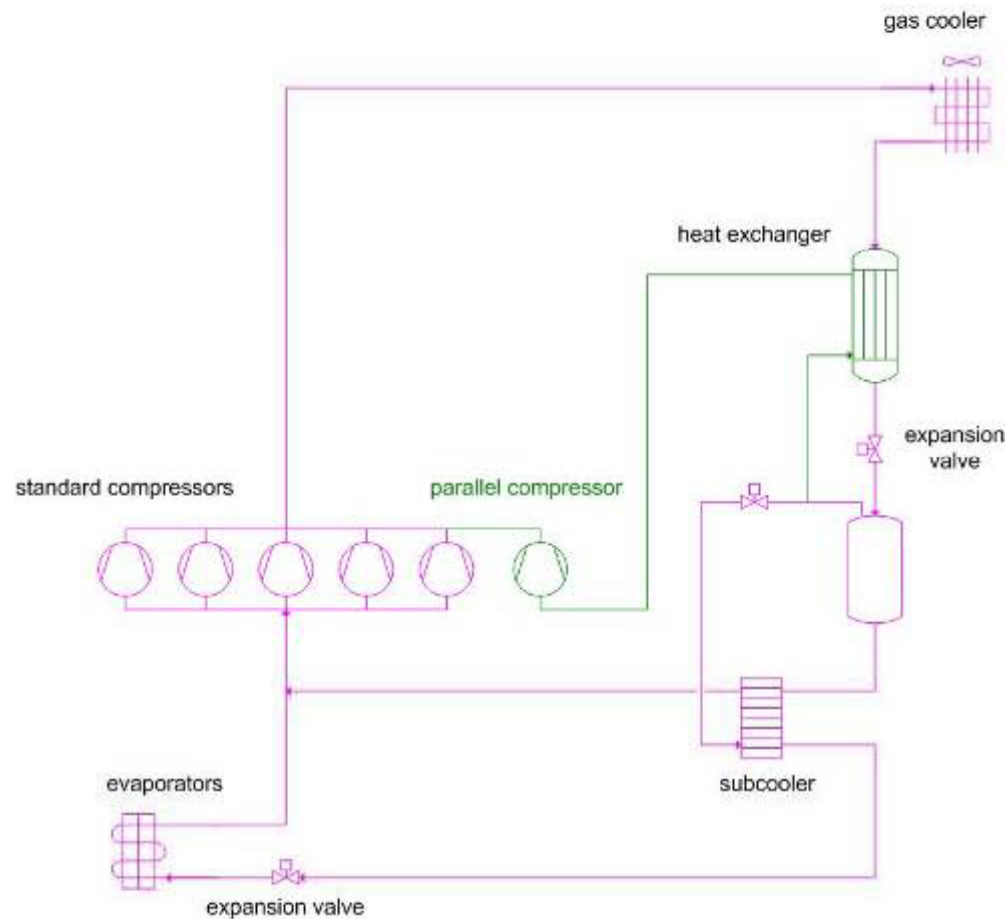 gas cooler
heat exchanger
expansion
valve
standard compressors
parallel compressor
subcooler
evaporators
expansion valve